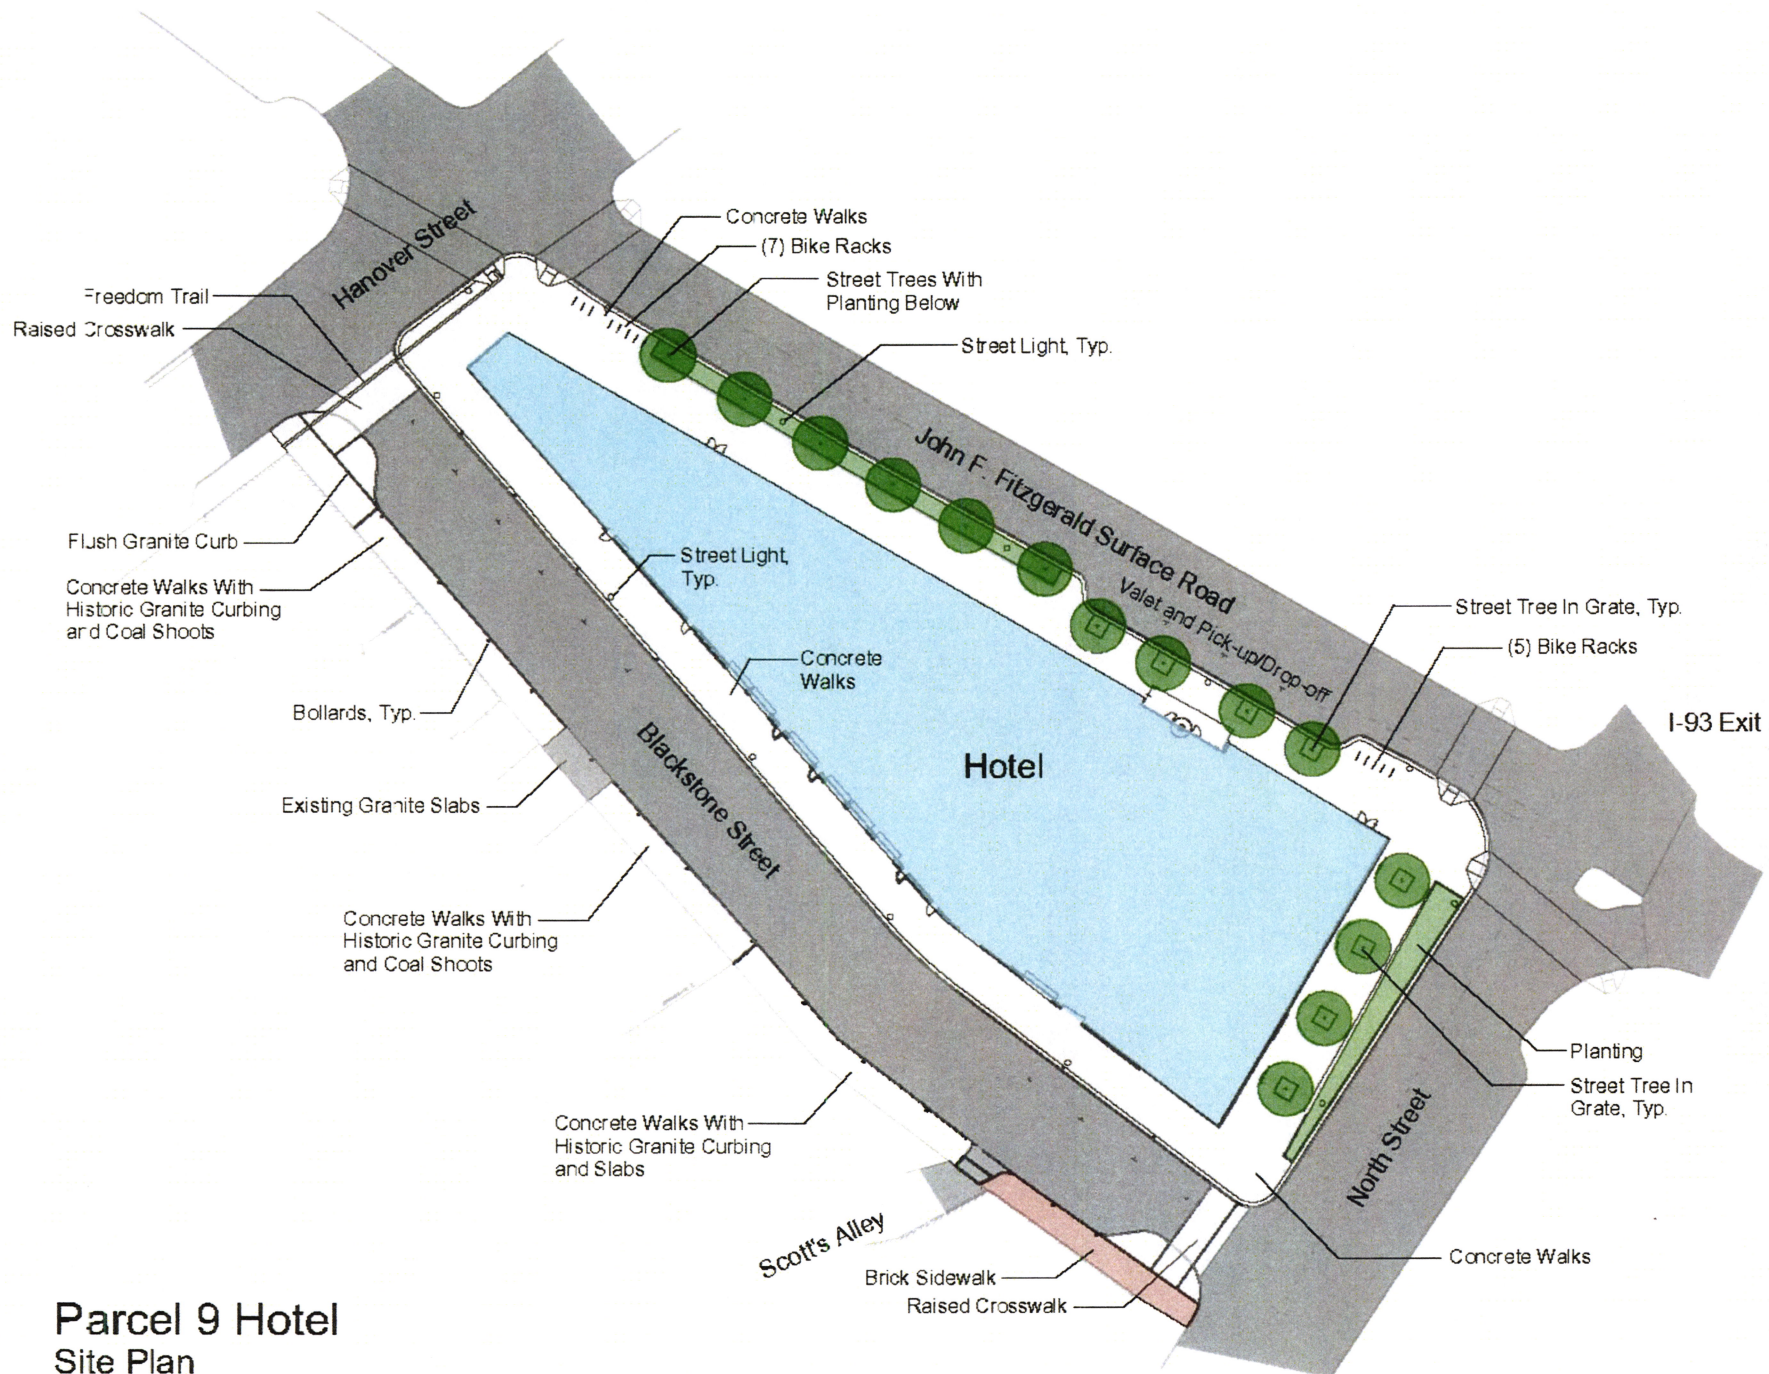 Hanover Street
Concrete Walks
(7) Bike Racks
Street Trees With
Planting Below
Freedom Trail
Raised Crosswalk
Street Light, Typ.
John F. Fitzgerald Surface Road
Valet and Pick-up/Drop-off
Flush Granite Curb
Street Light,
Typ.
Concrete Walks With
Historic Granite Curbing
and Coal Shoots
Street Tree In Grate, Typ.
(5) Bike Racks
Concrete
Walks
Bollards, Typ.
I-93 Exit
Blackstone Street
Hotel
Existing Granite Slabs
Concrete Walks With
Historic Granite Curbing
and Coal Shoots
Planting
Street Tree In
Grate, Typ.
Concrete Walks With
Historic Granite Curbing
and Slabs
North Street
Scott's Alley
Concrete Walks
Brick Sidewalk
Raised Crosswalk
Parcel 9 Hotel
Site Plan